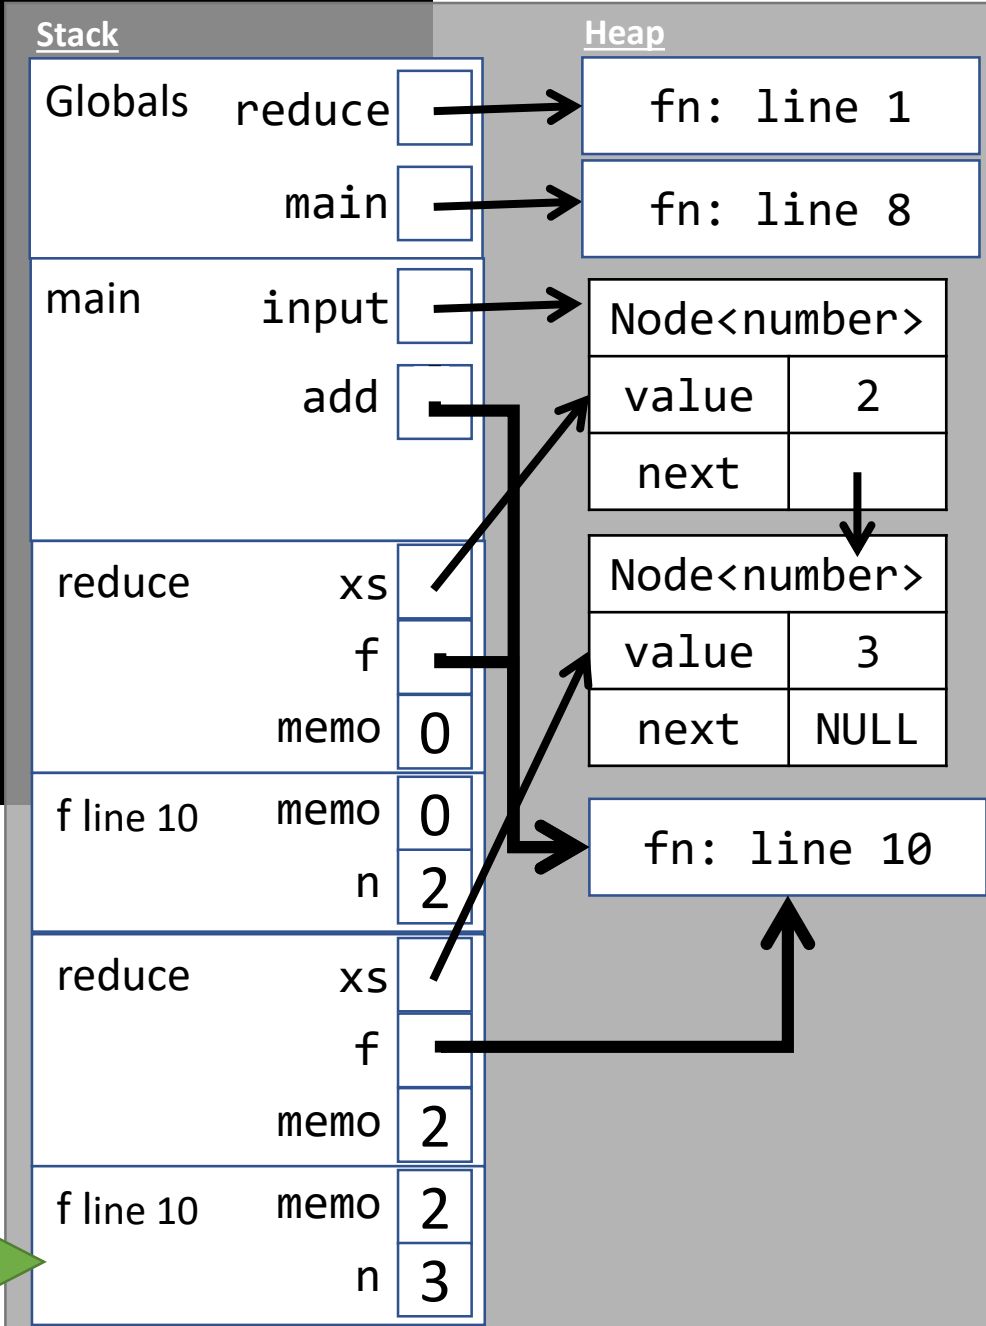 Stack
Heap
Globals reduce
fn: line 1
main
fn: line 8
main input
add
Node<number>
value 2
next
Node<number>
value 3
next NULL
reduce xs
f
memo 0
f line 10 memo 0
n 2
fn: line 10
reduce xs
f
memo 2
f line 10 memo 2
n 3